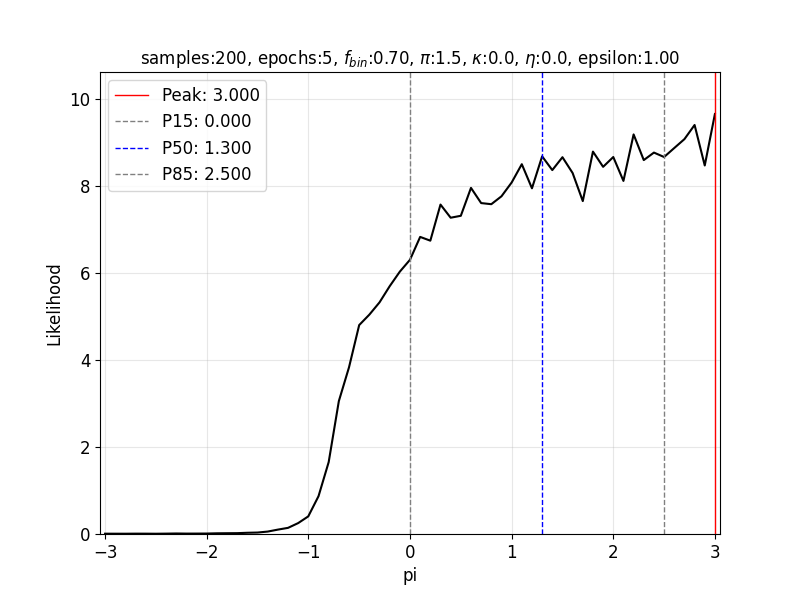 samples:200, epochs:5, f_bin:0.70, π:1.5, κ:0.0, η:0.0, epsilon:1.00
Peak: 3.000
P15: 0.000
P50: 1.300
P85: 2.500
10
8
6
4
2
0
Likelihood
−3 −2 −1 0 1 2 3
pi